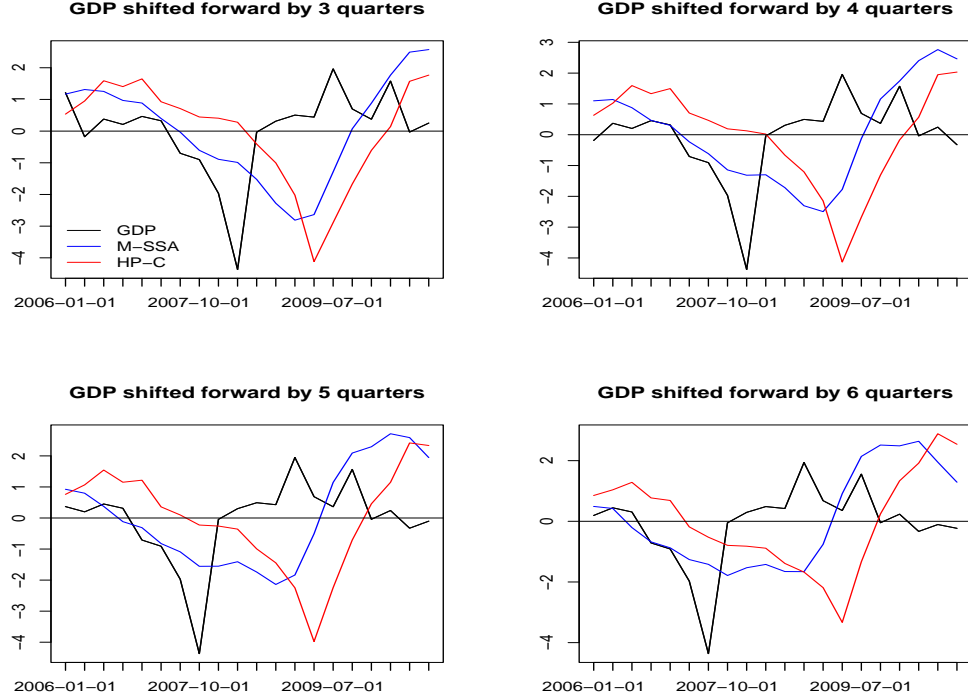 GDP shifted forward by 3 quarters
2
1
0
-1
-2
-3
-4
GDP
M-SSA
HP-C
2006-01-01 2007-10-01 2009-07-01
GDP shifted forward by 4 quarters
3
2
1
0
-1
-2
-3
-4
2006-01-01 2007-10-01 2009-07-01
GDP shifted forward by 5 quarters
2
1
0
-1
-2
-3
-4
2006-01-01 2007-10-01 2009-07-01
GDP shifted forward by 6 quarters
2
0
-2
-4
2006-01-01 2007-10-01 2009-07-01